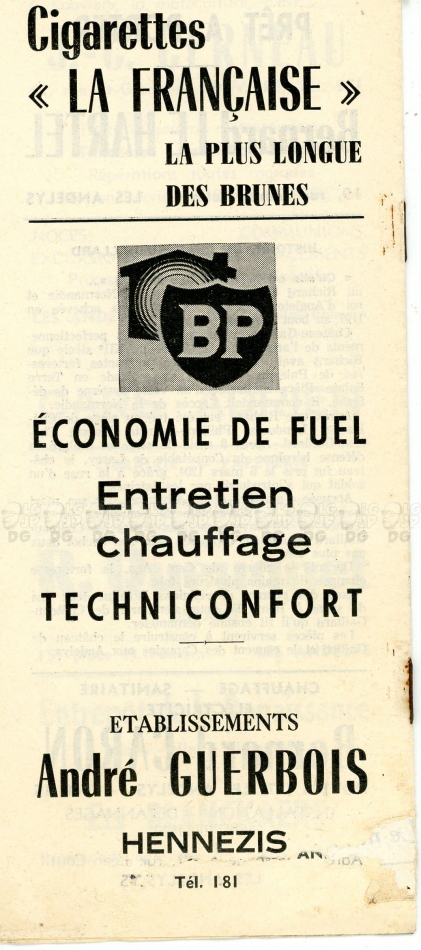 Cigarettes
« LA FRANÇAISE »
LA PLUS LONGUE
DES BRUNES
BP
ÉCONOMIE DE FUEL
Entretien
chauffage
TECHNICONFORT
ETABLISSEMENTS
André GUERBOIS
HENNEZIS
Tél. 181